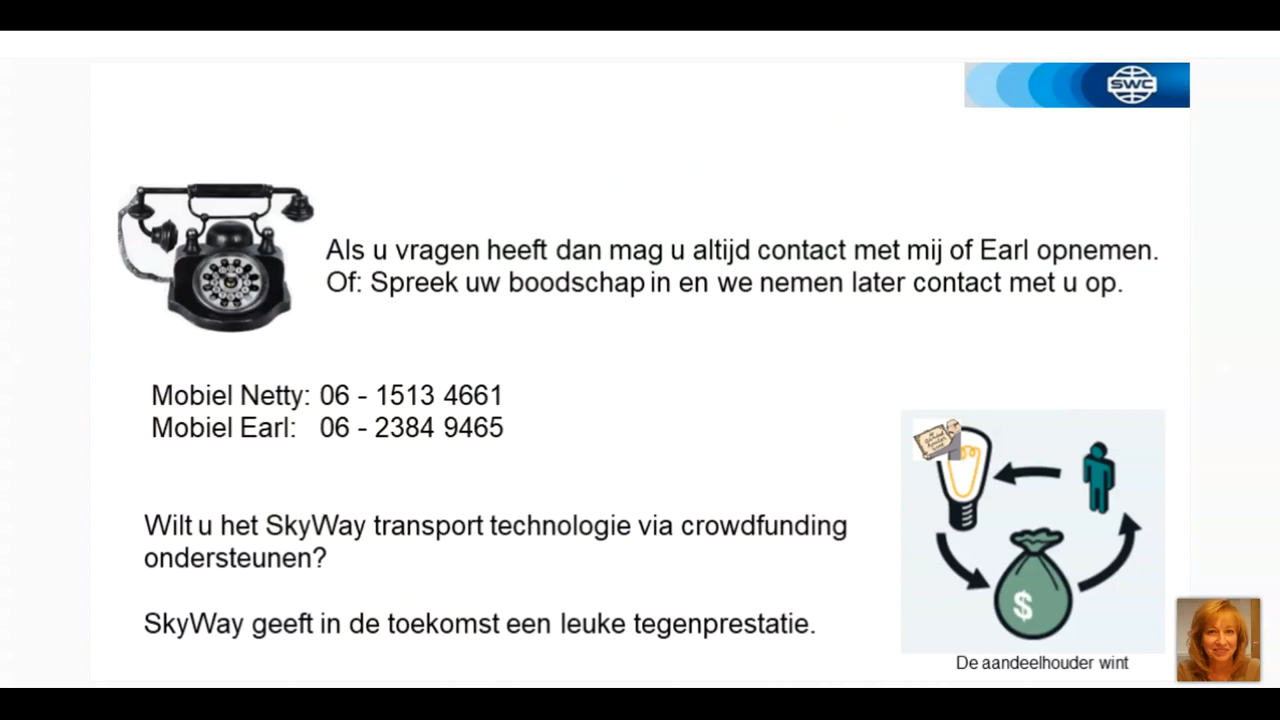 SWC
Als u vragen heeft dan mag u altijd contact met mij of Earl opnemen.
Of: Spreek uw boodschap in en we nemen later contact met u op.
Mobiel Netty: 06 - 1513 4661
Mobiel Earl: 06 - 2384 9465
Wilt u het SkyWay transport technologie via crowdfunding
ondersteunen?
SkyWay geeft in de toekomst een leuke tegenprestatie.
$
De aandeelhouder wint